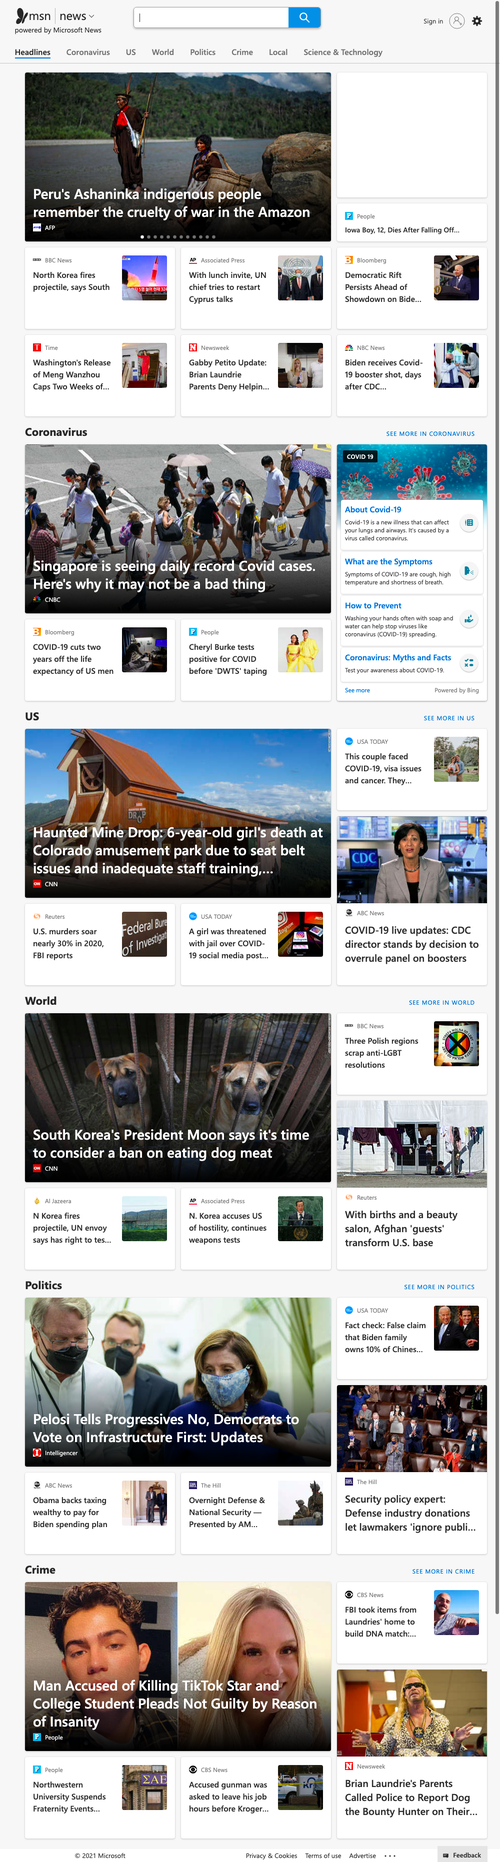 msn news
powered by Microsoft News
Sign in
Headlines Coronavirus US World Politics Crime Local Science & Technology
Peru's Ashaninka indigenous people
remember the cruelty of war in the Amazon
AFP
People
Iowa Boy, 12, Dies After Falling Off...
BBC News
North Korea fires
projectile, says South
Associated Press
With lunch invite, UN
chief tries to restart
Cyprus talks
Bloomberg
Democratic Rift
Persists Ahead of
Showdown on Bide...
Time
Washington's Release
of Meng Wanzhou
Caps Two Weeks of...
Newsweek
Gabby Petito Update:
Brian Laundrie
Parents Deny Helpin...
NBC News
Biden receives Covid-
19 booster shot, days
after CDC...
Coronavirus
SEE MORE IN CORONAVIRUS
Singapore is seeing daily record Covid cases.
Here's why it may not be a bad thing
CNBC
COVID 19
About Covid-19
Covid-19 is a new illness that can affect
your lungs and airways. It's caused by a
virus called coronavirus.
What are the Symptoms
Symptoms of COVID-19 are cough, high
temperature and shortness of breath.
How to Prevent
Washing your hands often with soap and
water can help stop viruses like
coronavirus (COVID-19) spreading.
Coronavirus: Myths and Facts
Test your awareness about COVID-19.
See more
Powered by Bing
Bloomberg
COVID-19 cuts two
years off the life
expectancy of US men
People
Cheryl Burke tests
positive for COVID
before 'DWTS' taping
US
SEE MORE IN US
Haunted Mine Drop: 6-year-old girl's death at
Colorado amusement park due to seat belt
issues and inadequate staff training,...
CNN
USA TODAY
This couple faced
COVID-19, visa issues
and cancer. They...
CDC
ABC News
COVID-19 live updates: CDC
director stands by decision to
overrule panel on boosters
Reuters
U.S. murders soar
nearly 30% in 2020,
FBI reports
Federal Bure
of Investigat
USA TODAY
A girl was threatened
with jail over COVID-
19 social media post...
World
SEE MORE IN WORLD
South Korea's President Moon says it's time
to consider a ban on eating dog meat
CNN
BBC News
Three Polish regions
scrap anti-LGBT
resolutions
Reuters
With births and a beauty
salon, Afghan 'guests'
transform U.S. base
Al Jazeera
N Korea fires
projectile, UN envoy
says has right to tes...
Associated Press
N. Korea accuses US
of hostility, continues
weapons tests
Politics
SEE MORE IN POLITICS
Pelosi Tells Progressives No, Democrats to
Vote on Infrastructure First: Updates
Intelligencer
USA TODAY
Fact check: False claim
that Biden family
owns 10% of Chines...
The Hill
Security policy expert:
Defense industry donations
let lawmakers 'ignore publi...
ABC News
Obama backs taxing
wealthy to pay for
Biden spending plan
The Hill
Overnight Defense &
National Security —
Presented by AM...
Crime
SEE MORE IN CRIME
Man Accused of Killing TikTok Star and
College Student Pleads Not Guilty by Reason
of Insanity
People
CBS News
FBI took items from
Laundries' home to
build DNA match:...
Newsweek
Brian Laundrie's Parents
Called Police to Report Dog
the Bounty Hunter on Their...
People
Northwestern
University Suspends
Fraternity Events...
ΣΑΕ
CBS News
Accused gunman was
asked to leave his job
hours before Kroger...
© 2021 Microsoft
Privacy & Cookies Terms of use Advertise ...
Feedback